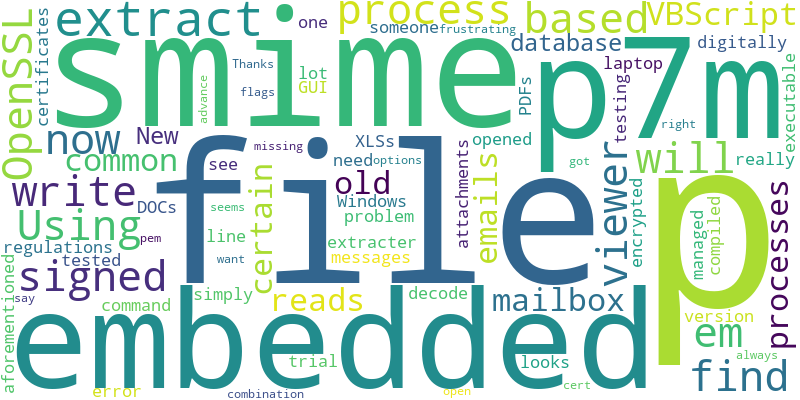 certificates
extract
one
process
someone
frustrating
based
VBScript
OpenSSL
smime
advance
Thanks
flags
lot
GUI
database
PDFs
p7m
laptop
testing
digitally
executable
now
New
common
missing
XLSs
need
options
opened
attachments
emails
right
got
will
really
write
DOCs
see
certain
file
old
Windows
problem
viewer
encrypted
p
managed
compiled
processes
Using
regulations
tested
pem
seems
line
want
extracter
messages
aforementioned
signed
say
command
simply
reads
decode
mailbox
version
em
embedded
error
trial
combination
looks
open
cert
always
find